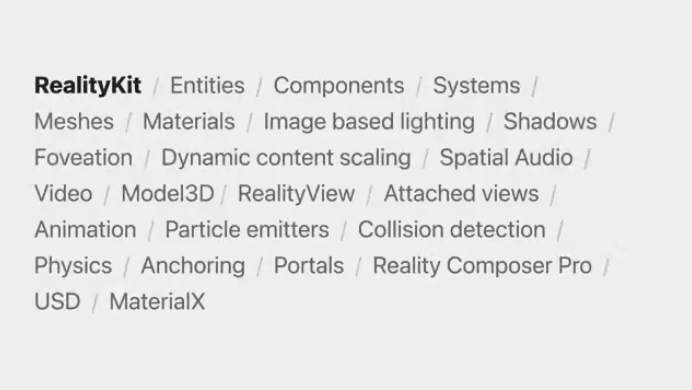 RealityKit / Entities / Components / Systems /
Meshes / Materials / Image based lighting / Shadows /
Foveation / Dynamic content scaling / Spatial Audio /
Video / Model3D / RealityView / Attached views /
Animation / Particle emitters / Collision detection /
Physics / Anchoring / Portals / Reality Composer Pro /
USD / MaterialX